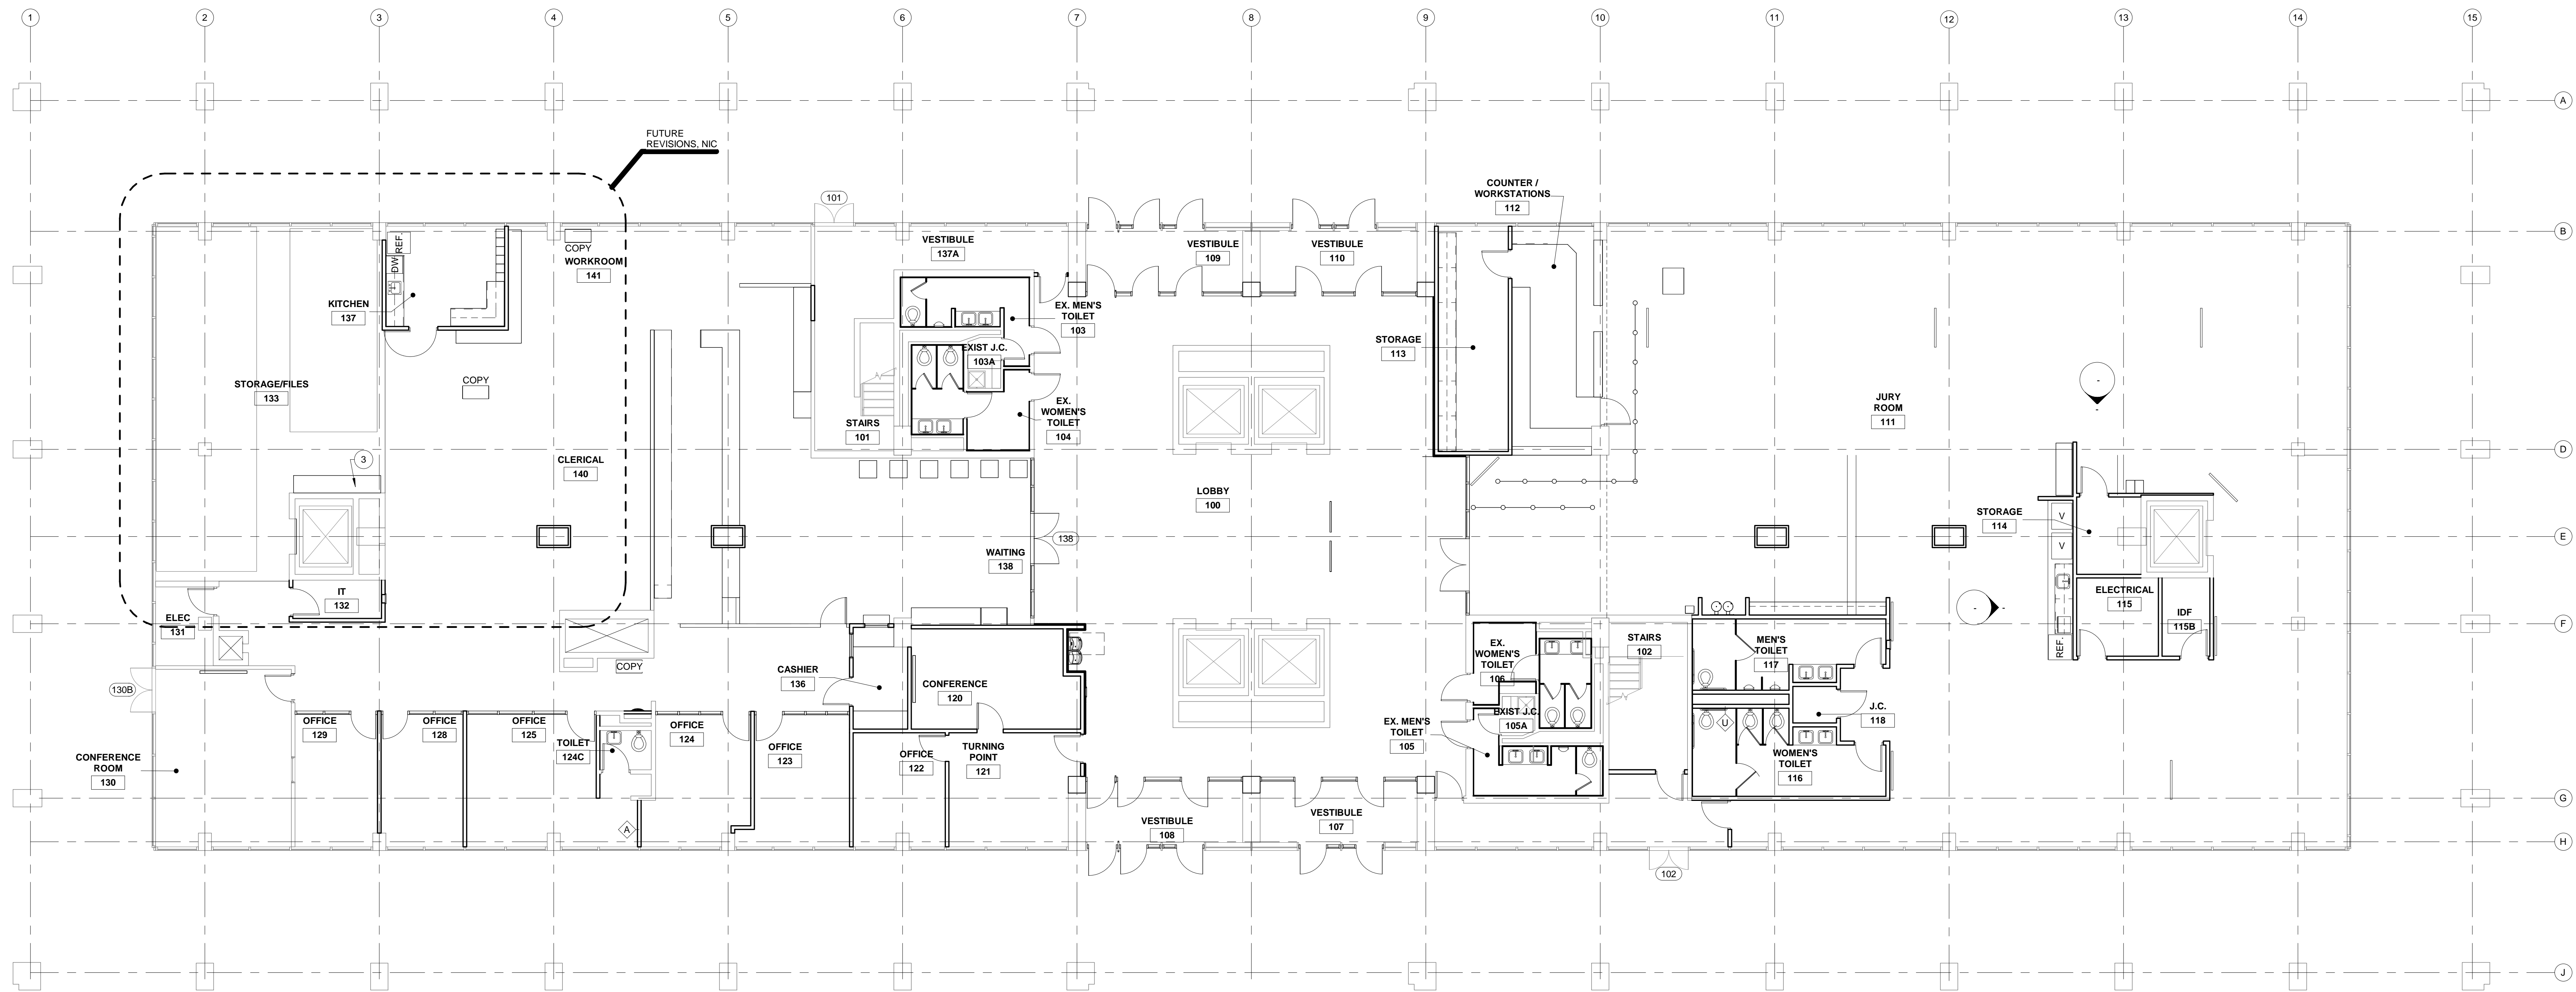 1
2
3
4
5
6
7
8
9
10
11
12
13
14
15
A
FUTURE
REVISIONS, NIC
COUNTER /
WORKSTATIONS
112
101
B
REF.
DW
COPY
WORKROOM
141
VESTIBULE
137A
VESTIBULE
109
VESTIBULE
110
KITCHEN
137
EX. MEN'S
TOILET
103
EXIST J.C.
103A
STORAGE
113
STORAGE/FILES
133
COPY
-
-
EX.
WOMEN'S
TOILET
104
JURY
ROOM
111
STAIRS
101
D
3
CLERICAL
140
LOBBY
100
STORAGE
114
V
V
E
138
WAITING
138
IT
132
ELEC
131
ELECTRICAL
115
IDF
115B
-
-
F
REF.
COPY
CASHIER
136
CONFERENCE
120
EX.
WOMEN'S
TOILET
106
STAIRS
102
MEN'S
TOILET
117
130B
EXIST J.C.
105A
J.C.
118
U
OFFICE
129
OFFICE
128
OFFICE
125
TOILET
124C
OFFICE
124
OFFICE
123
OFFICE
122
TURNING
POINT
121
EX. MEN'S
TOILET
105
WOMEN'S
TOILET
116
CONFERENCE
ROOM
130
G
A
VESTIBULE
108
VESTIBULE
107
H
102
J